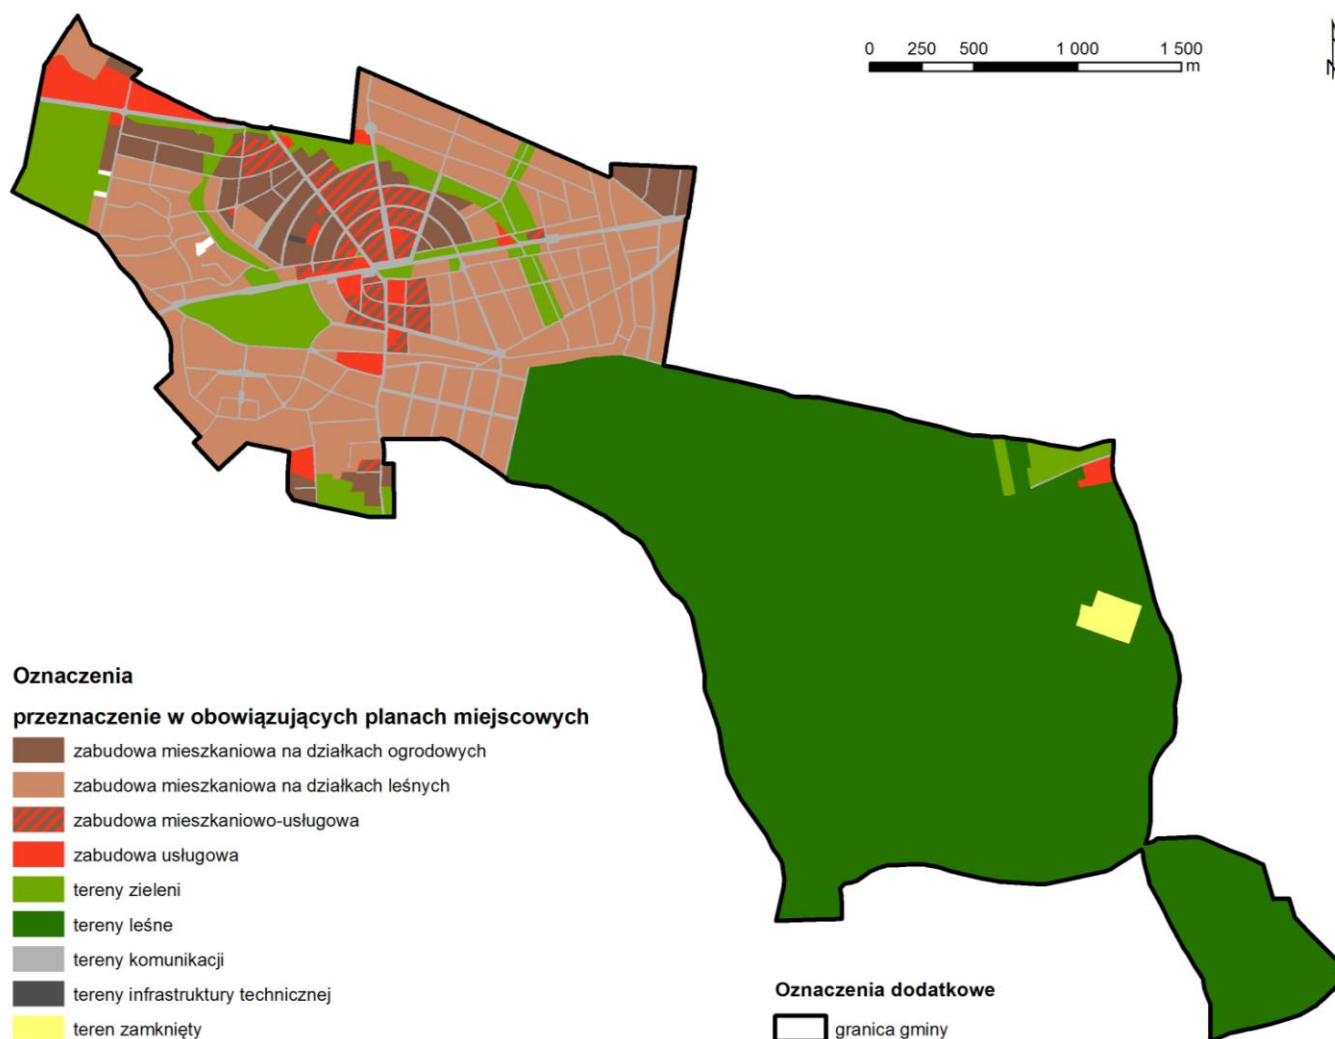 0 250 500 1 000 1 500
m
Oznaczenia
przeznaczenie w obowiązujących planach miejscowych
zabudowa mieszkaniowa na działkach ogrodowych
zabudowa mieszkaniowa na działkach leśnych
zabudowa mieszkaniowo-usługowa
zabudowa usługowa
tereny zieleni
tereny leśne
tereny komunikacji
tereny infrastruktury technicznej
teren zamknięty
Oznaczenia dodatkowe
granica gminy